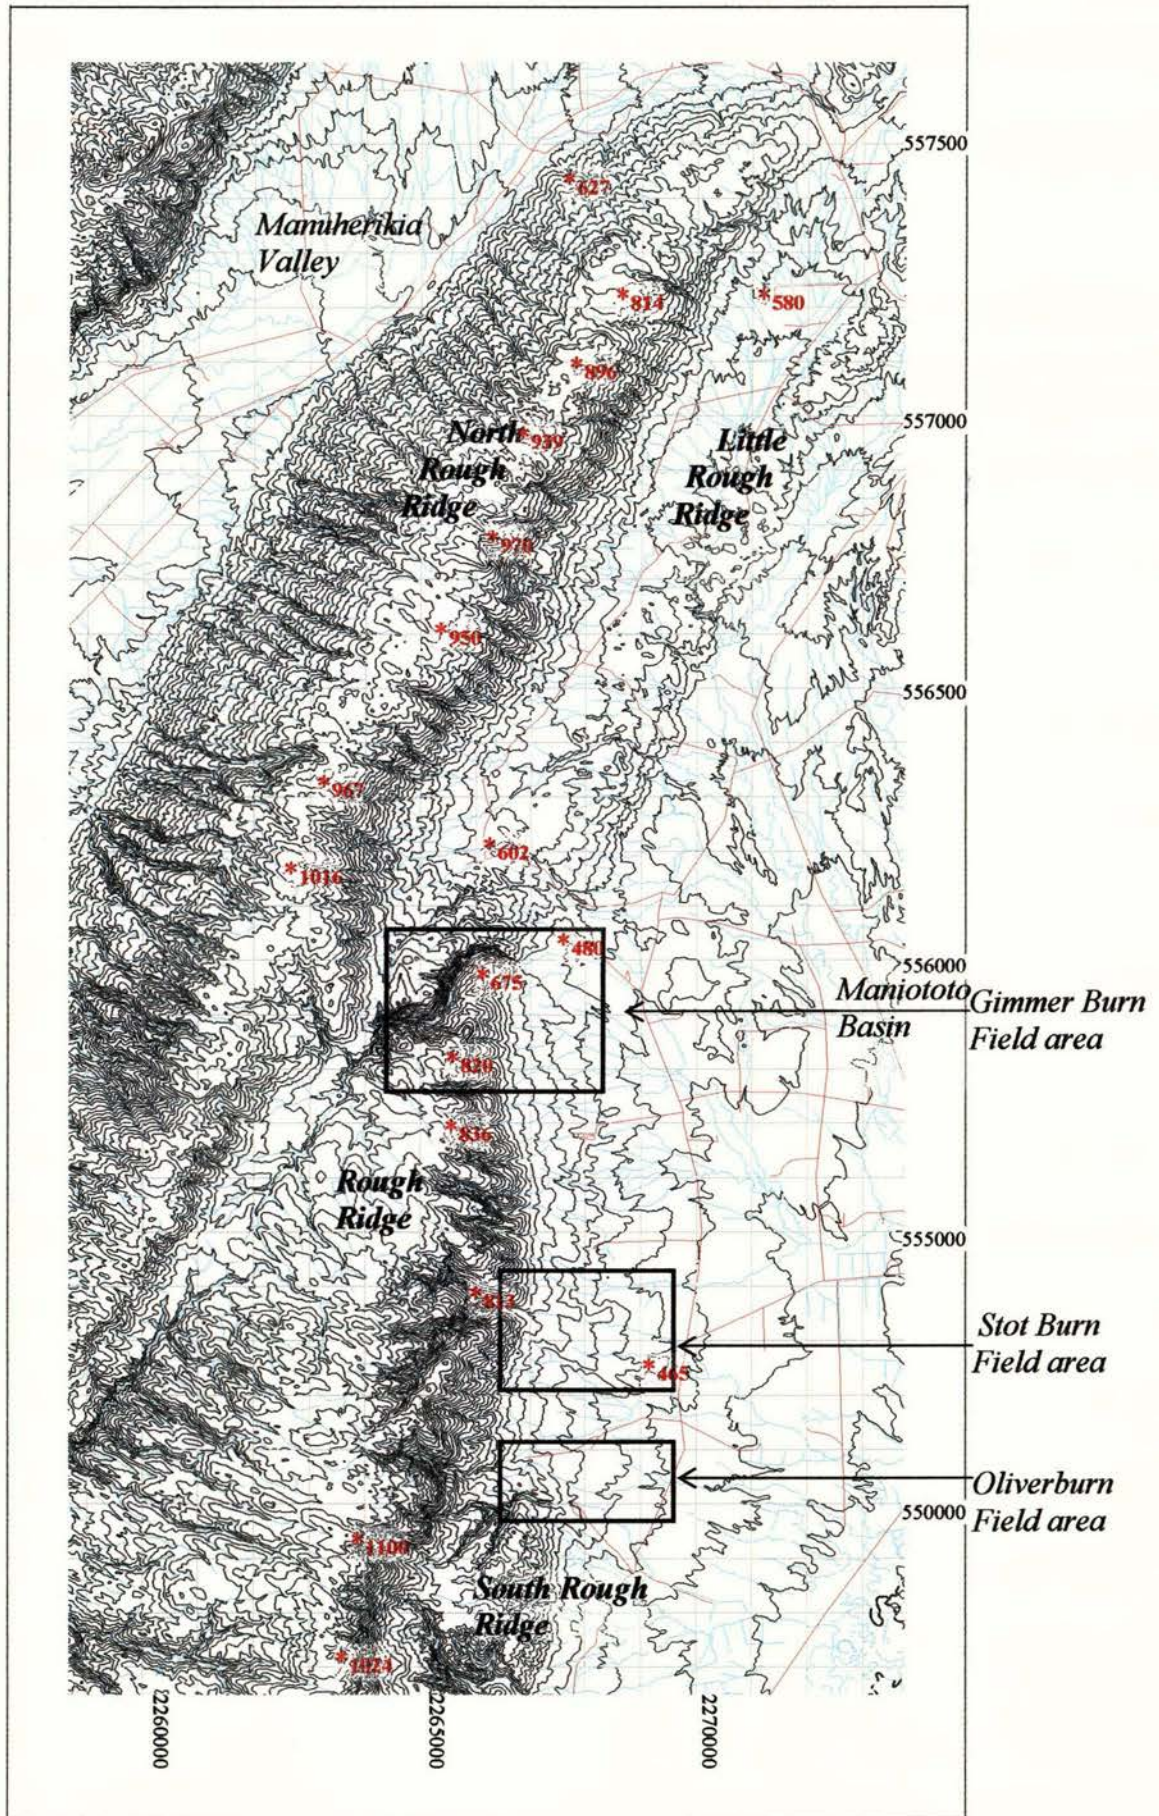 557500
627
Manuherikia
Valley
814
580
896
557000
North
Rough
Ridge
939
Little
Rough
Ridge
970
950
556500
967
602
1016
480
675
556000
Maniototo
Basin
Gimmer Burn
Field area
820
836
Rough
Ridge
555000
813
Stot Burn
Field area
465
Oliverburn
Field area
550000
1100
South Rough
Ridge
1024
2260000
2265000
2270000